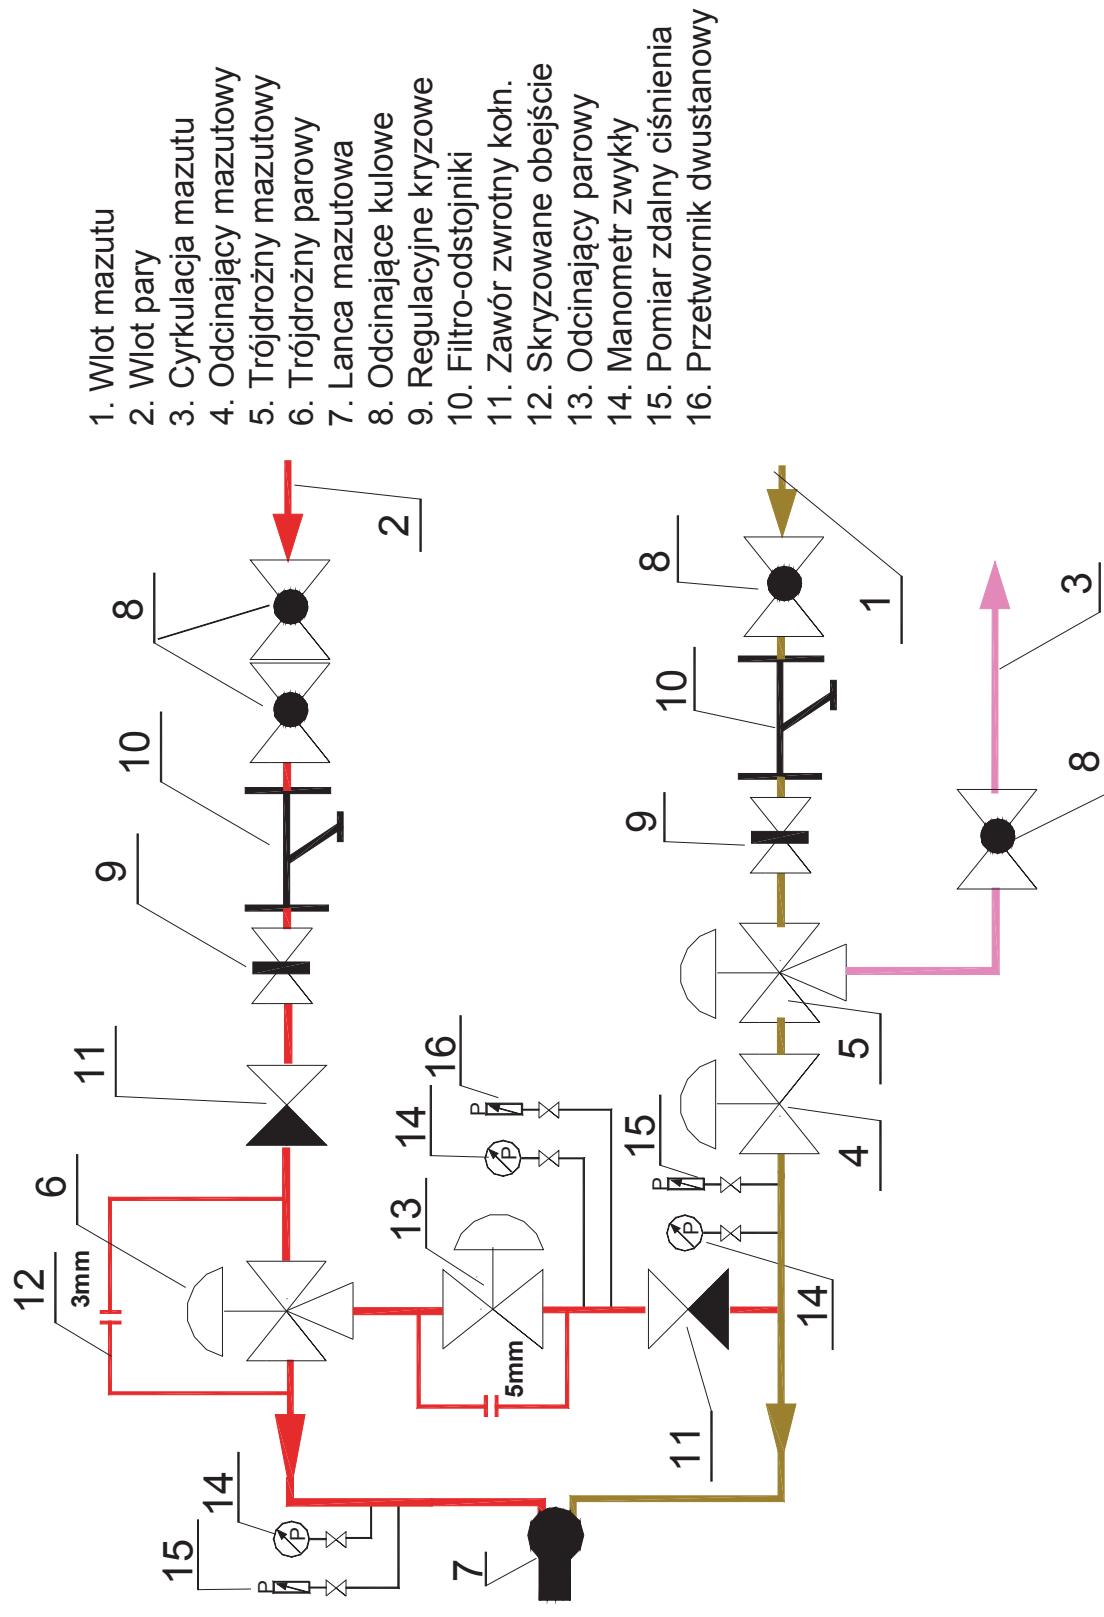 1. Wlot mazutu
2. Wlot pary
3. Cyrkulacja mazutu
4. Odcinający mazutowy
5. Trójdrożny mazutowy
6. Trójdrożny parowy
7. Lanca mazutowa
8. Odcinające kulowe
9. Regulacyjne kryzowe
10. Filtro-odstojniki
11. Zawór zwrotny kołn.
12. Skryzowane obejście
13. Odcinający parowy
14. Manometr zwykły
15. Pomiar zdalny ciśnienia
16. Przetwornik dwustanowy
12
3mm
6
11
9
10
8
2
15
P
14
P
13
5mm
14
P
16
P
7
11
14
P
15
P
4
5
9
10
8
1
8
3